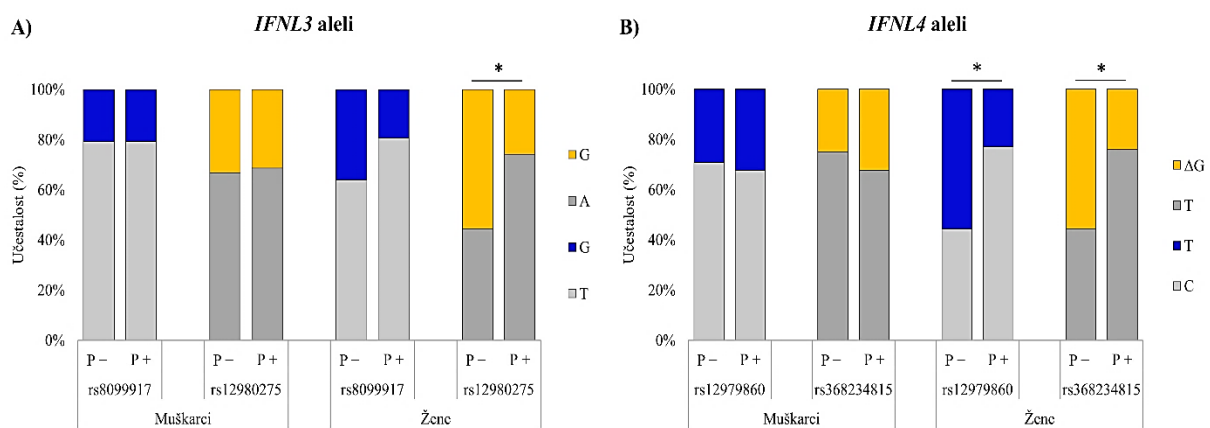 A)
IFNL3 aleli
Učestalost (%)
100%
80%
60%
40%
20%
0%
*
P − P + P − P + P − P + P − P +
rs8099917 rs12980275 rs8099917 rs12980275
Muškarci Žene
G
A
G
T
B)
IFNL4 aleli
Učestalost (%)
100%
80%
60%
40%
20%
0%
* *
P − P + P − P + P − P + P − P +
rs12979860 rs368234815 rs12979860 rs368234815
Muškarci Žene
ΔG
T
T
C